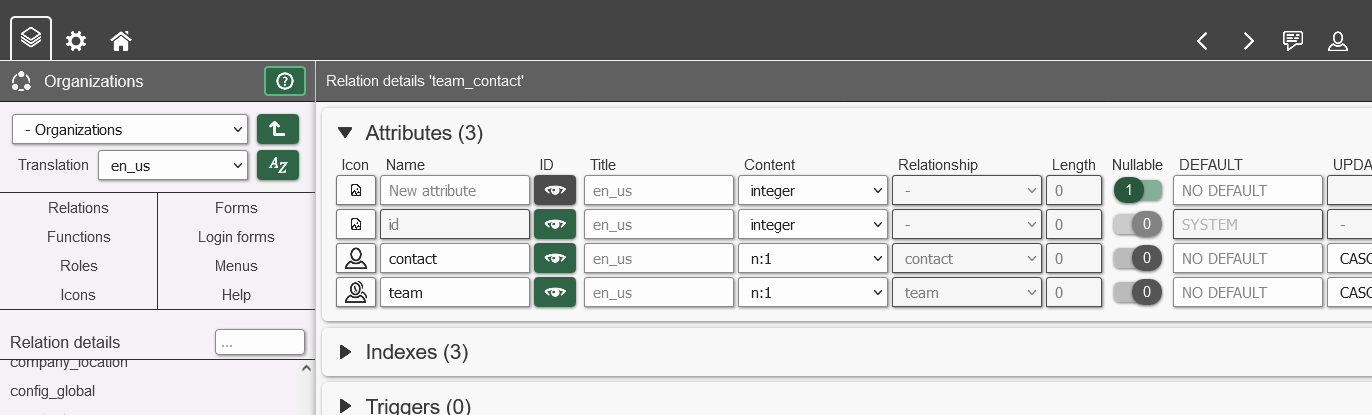 Organizations
Relation details 'team_contact'
- Organizations
Translation en_us AZ
Relations Forms
Functions Login forms
Roles Menus
Icons Help
Relation details ...
company_location
config_global
Attributes (3)
Icon Name ID Title Content Relationship Length Nullable DEFAULT UPDA
New attribute en_us integer - 0 1 NO DEFAULT
id en_us integer - 0 0 SYSTEM -
contact en_us n:1 contact 0 0 NO DEFAULT CASC
team en_us n:1 team 0 0 NO DEFAULT CASC
Indexes (3)
Triggers (0)